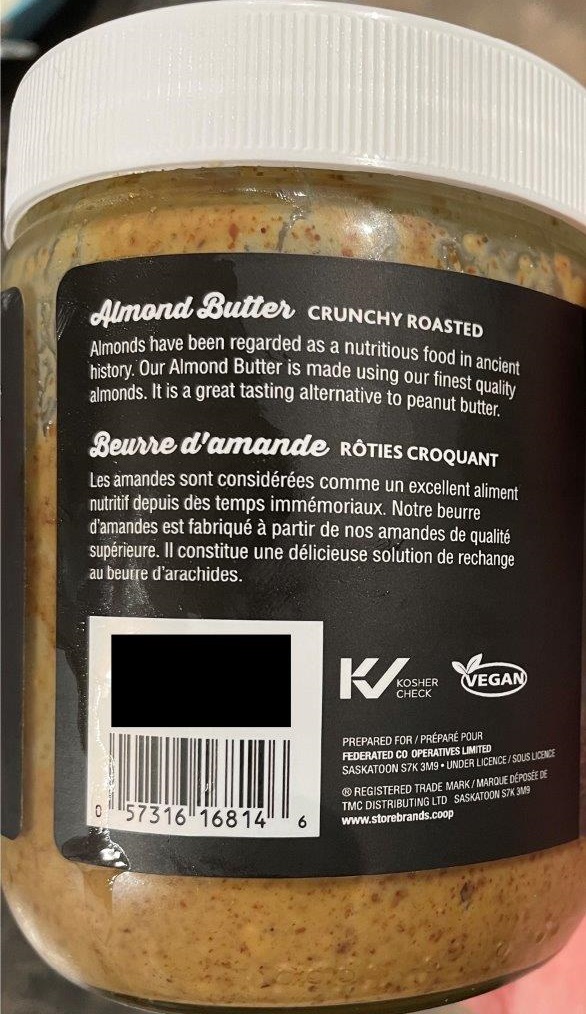 Almond Butter CRUNCHY ROASTED
Almonds have been regarded as a nutritious food in ancient
history. Our Almond Butter is made using our finest quality
almonds. It is a great tasting alternative to peanut butter.
Beurre d'amande RÔTIES CROQUANT
Les amandes sont considérées comme un excellent aliment
nutritif depuis des temps immémoriaux. Notre beurre
d'amandes est fabriqué à partir de nos amandes de qualité
supérieure. Il constitue une délicieuse solution de rechange
au beurre d'arachides.
0 57316 16814 6
KV KOSHER
CHECK
VEGAN
PREPARED FOR / PRÉPARÉ POUR
FEDERATED CO OPERATIVES LIMITED
SASKATOON S7K 3M9 • UNDER LICENCE / SOUS LICENCE
® REGISTERED TRADE MARK / MARQUE DÉPOSÉE DE
TMC DISTRIBUTING LTD SASKATOON S7K 3M9
www.storebrands.coop